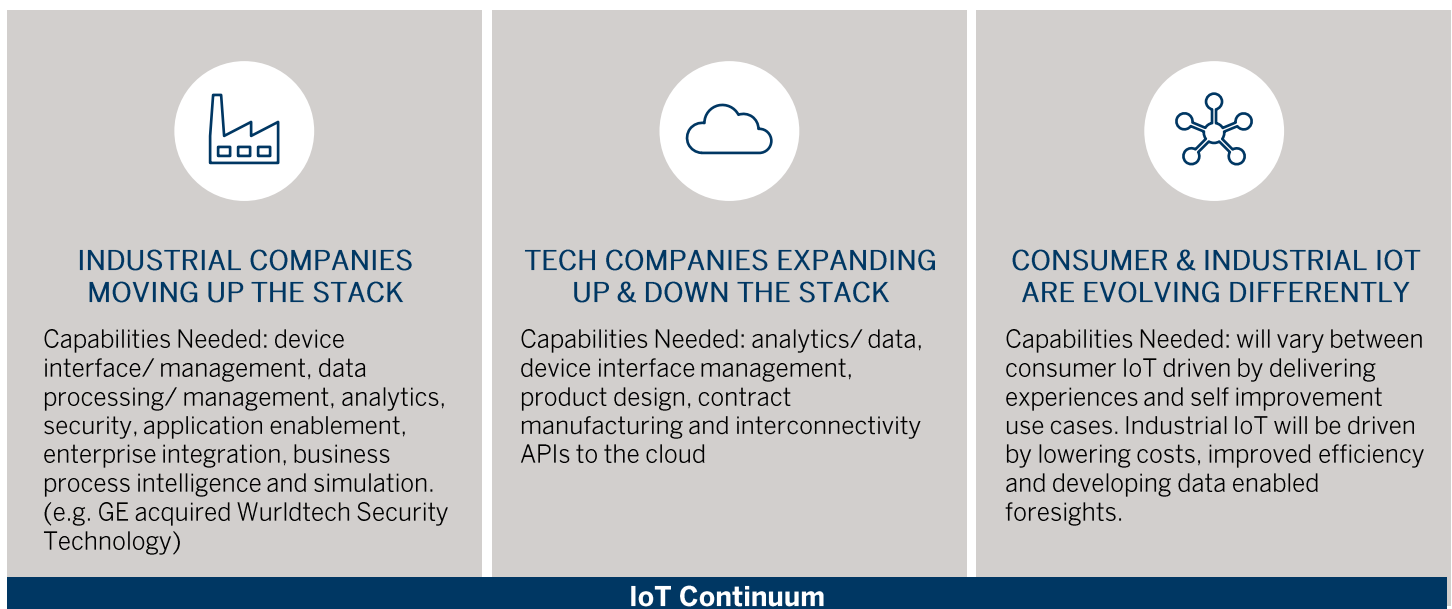 INDUSTRIAL COMPANIES
MOVING UP THE STACK
Capabilities Needed: device
interface/ management, data
processing/ management, analytics,
security, application enablement,
enterprise integration, business
process intelligence and simulation.
(e.g. GE acquired Wurldtech Security
Technology)
TECH COMPANIES EXPANDING
UP & DOWN THE STACK
Capabilities Needed: analytics/ data,
device interface management,
product design, contract
manufacturing and interconnectivity
APIs to the cloud
CONSUMER & INDUSTRIAL IOT
ARE EVOLVING DIFFERENTLY
Capabilities Needed: will vary between
consumer IoT driven by delivering
experiences and self improvement
use cases. Industrial IoT will be driven
by lowering costs, improved efficiency
and developing data enabled
foresights.
IoT Continuum